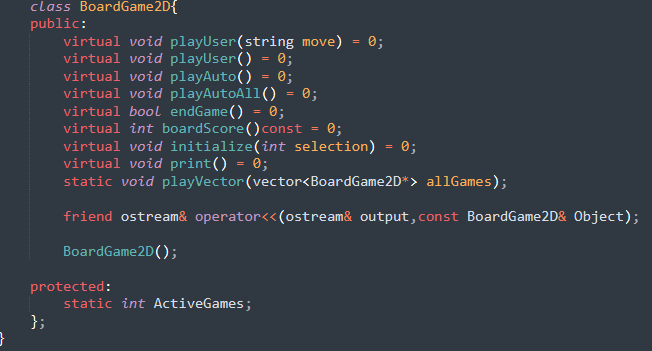 class BoardGame2D{
public:
virtual void playUser(string move) = 0;
virtual void playUser() = 0;
virtual void playAuto() = 0;
virtual void playAutoAll() = 0;
virtual bool endGame() = 0;
virtual int boardScore()const = 0;
virtual void initialize(int selection) = 0;
virtual void print() = 0;
static void playVector(vector<BoardGame2D*> allGames);
friend ostream& operator<<(ostream& output,const BoardGame2D& Object);
BoardGame2D();
protected:
static int ActiveGames;
};
}